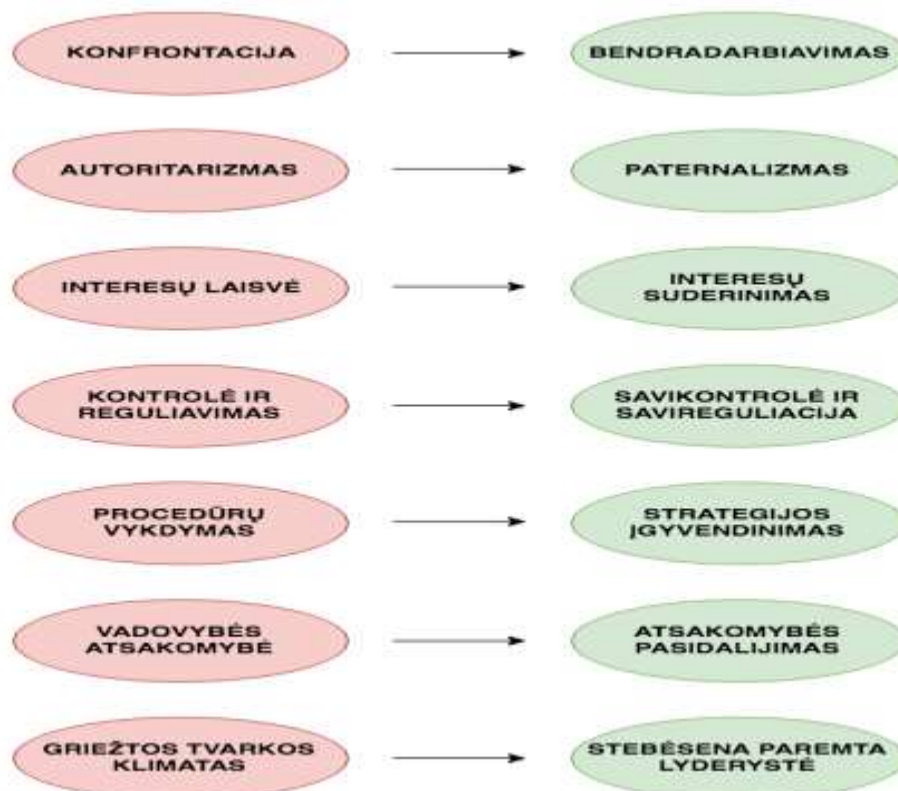 KONFRONTACIJA
BENDRADARBIAVIMAS
AUTORITARIZMAS
PATERNALIZMAS
INTERESŲ LAISVĖ
INTERESŲ
SUDERINIMAS
KONTROLĖ IR
REGULIAVIMAS
SAVIKONTROLĖ IR
SAVIREGULIACIJA
PROCEDŪRŲ
VYKDYMAS
STRATEGIJOS
ĮGYVENDINIMAS
VADOVYBĖS
ATSAKOMYBĖ
ATSAKOMYBĖS
PASIDALIJIMAS
GRIEŽTOS TVARKOS
KLIMATAS
STEBĖSENA PAREMTA
LYDERYSTĖ